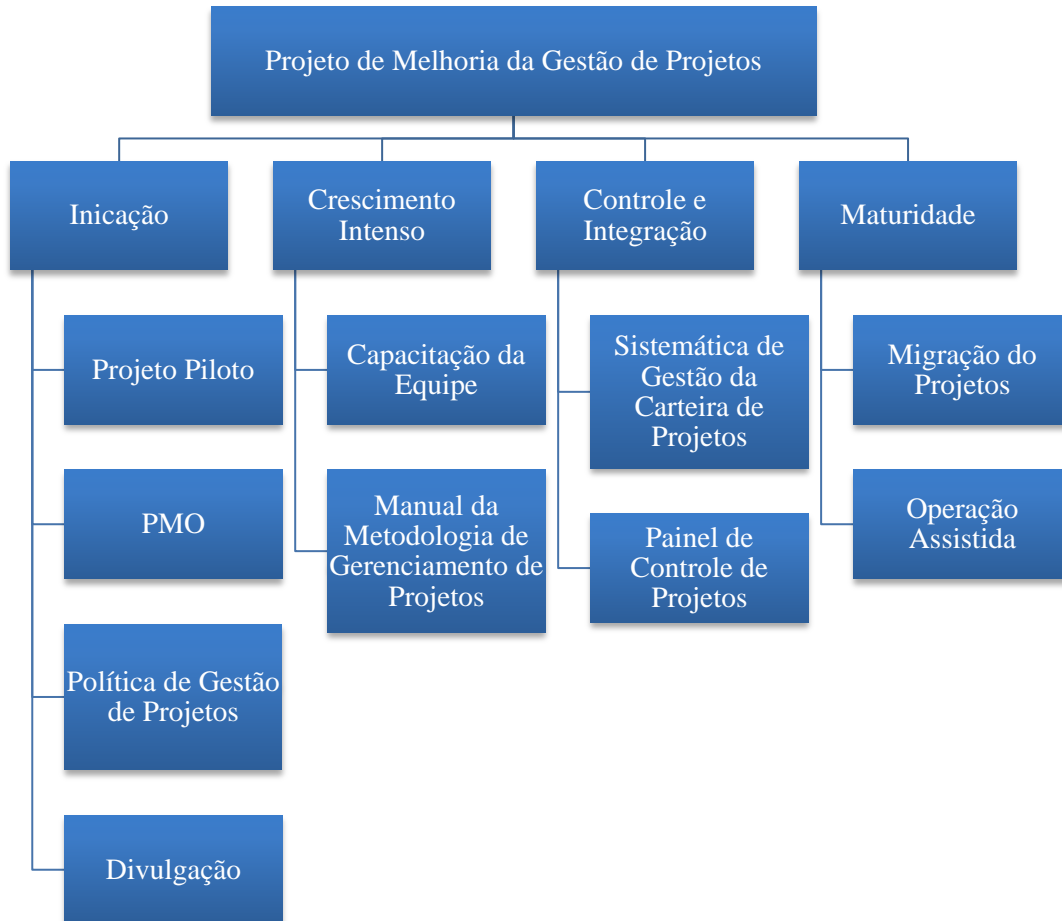 Projeto de Melhoria da Gestão de Projetos
Inicação
Crescimento
Intenso
Controle e
Integração
Maturidade
Projeto Piloto
PMO
Política de Gestão
de Projetos
Divulgação
Capacitação da
Equipe
Manual da
Metodologia de
Gerenciamento de
Projetos
Sistemática de
Gestão da
Carteira de
Projetos
Painel de
Controle de
Projetos
Migração do
Projetos
Operação
Assistida